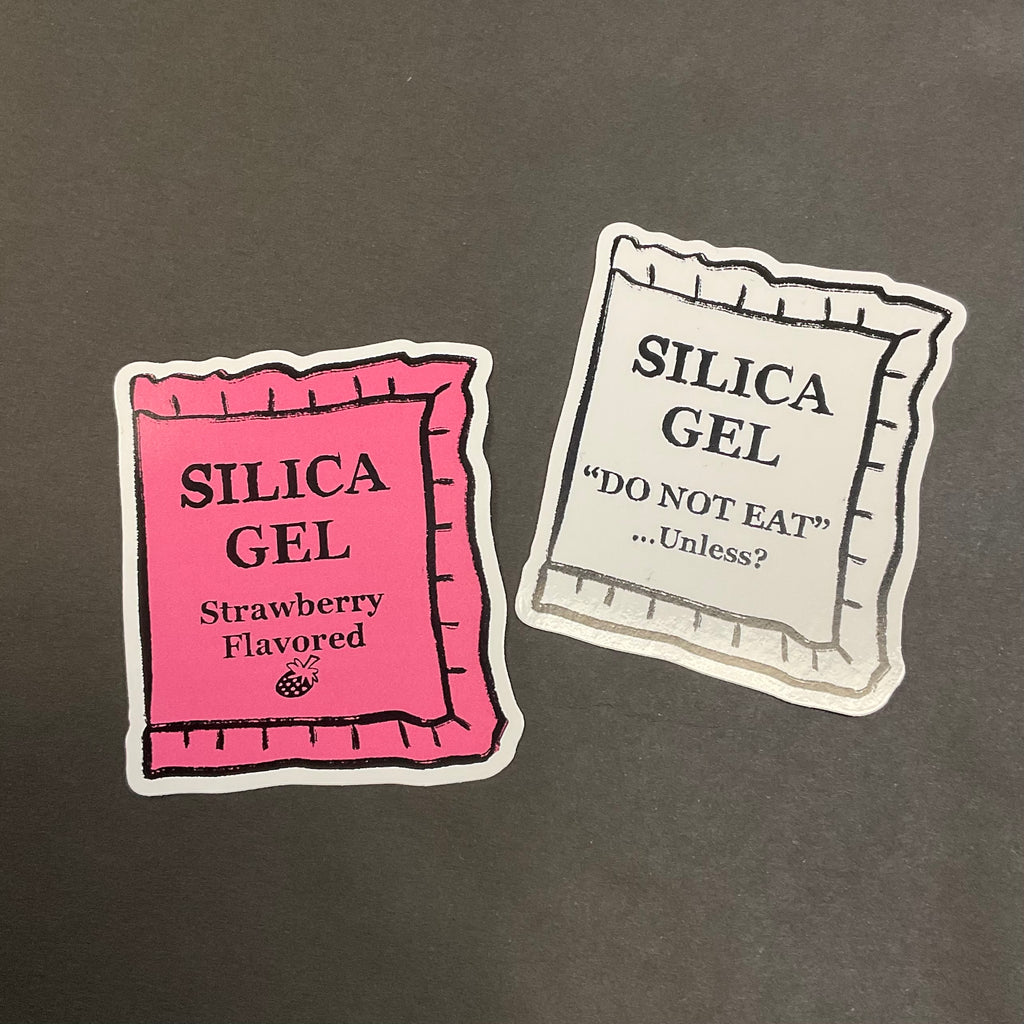 SILICA
GEL
Strawberry
Flavored
SILICA
GEL
“DO NOT EAT”
...Unless?